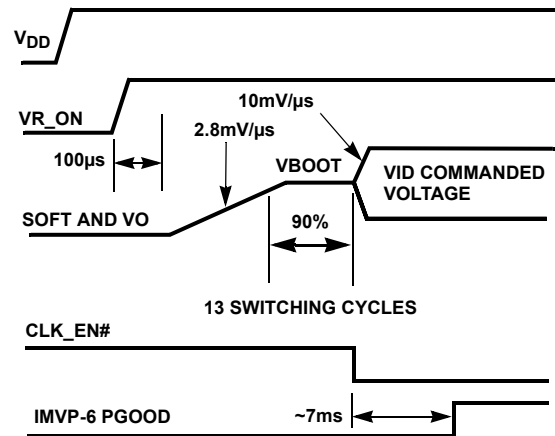 VDD
VR_ON
100µs
2.8mV/µs
10mV/µs
VBOOT
VID COMMANDED
VOLTAGE
SOFT AND VO
90%
13 SWITCHING CYCLES
CLK_EN#
IMVP-6 PGOOD
~7ms